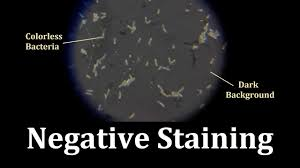 Colorless
Bacteria
Dark
Background
Negative Staining